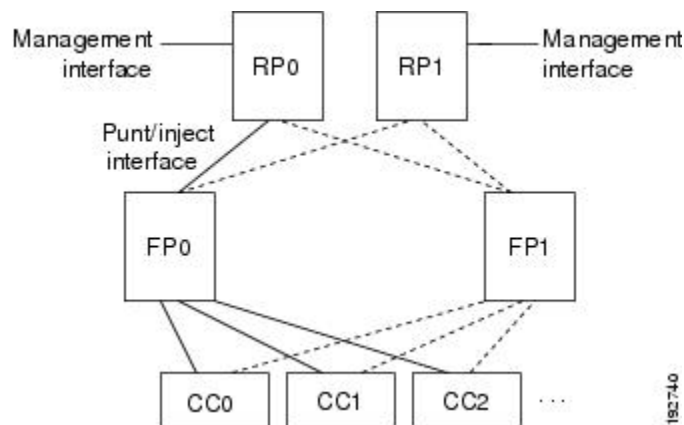 Management
interface
RP0
RP1
Management
interface
Punt/inject
interface
FP0
FP1
CC0
CC1
CC2
...
192740